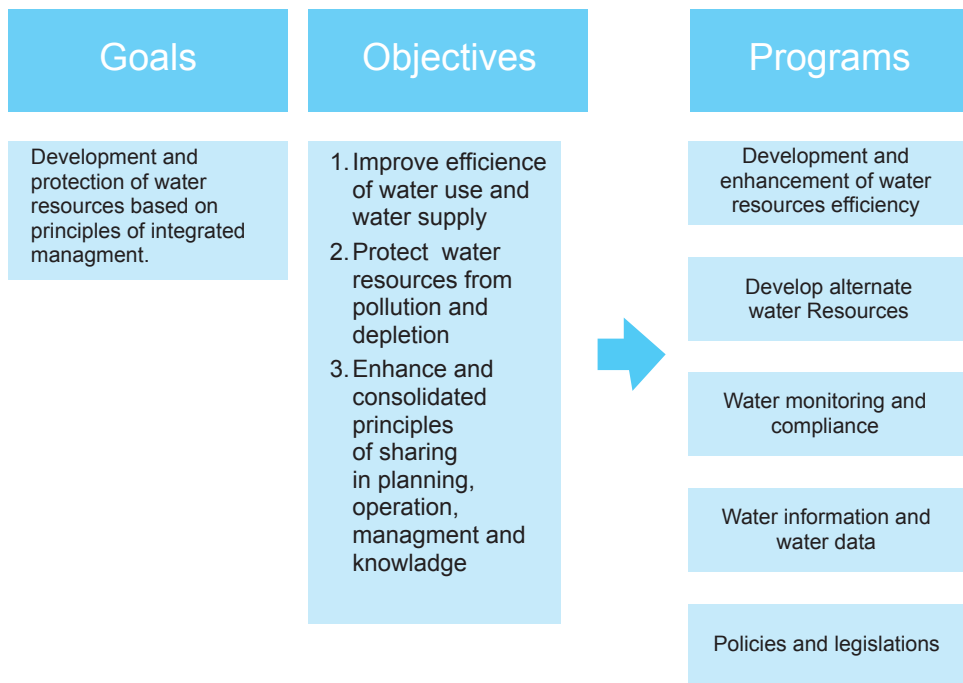 Goals
Development and
protection of water
resources based on
principles of integrated
managment.
Objectives
1. Improve efficience
of water use and
water supply
2. Protect water
resources from
pollution and
depletion
3. Enhance and
consolidated
principles
of sharing
in planning,
operation,
managment and
knowladge
Programs
Development and
enhancement of water
resources efficiency
Develop alternate
water Resources
Water monitoring and
compliance
Water information and
water data
Policies and legislations